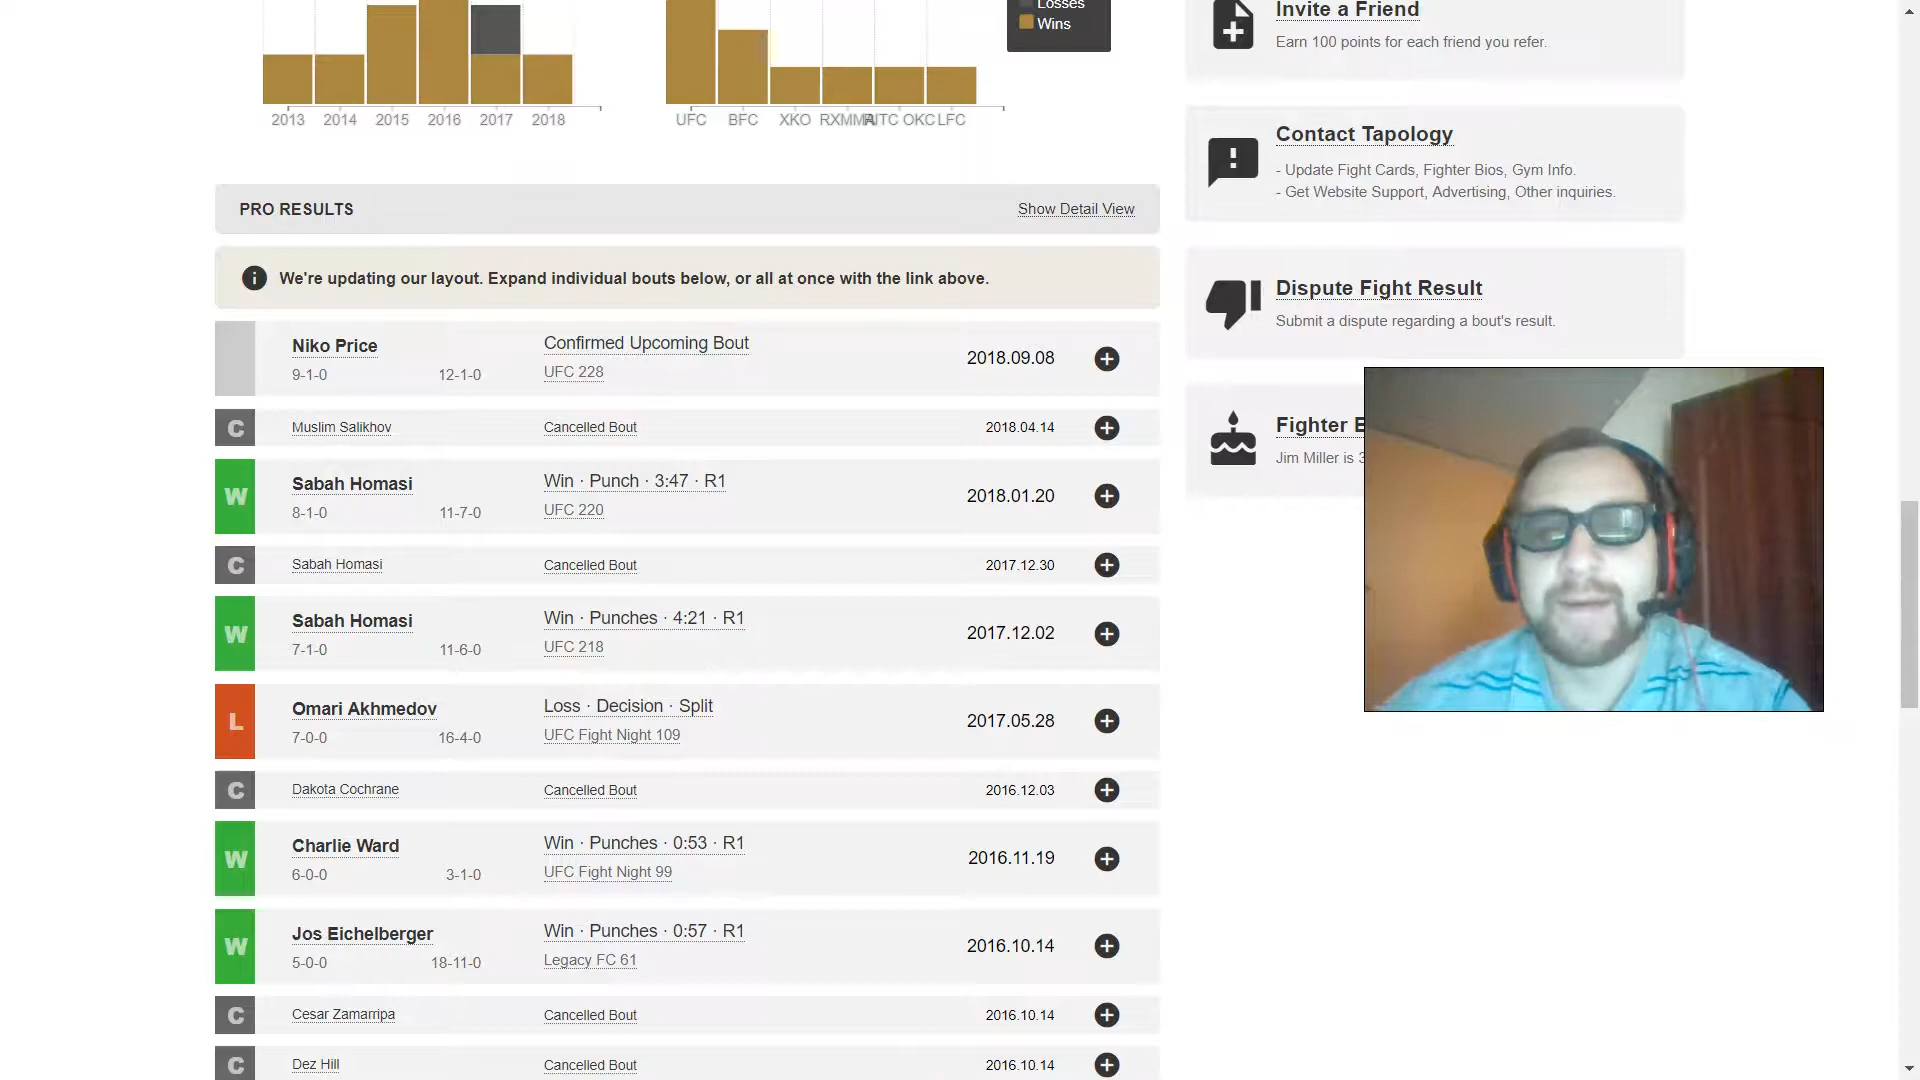 Losses
Wins
2013 2014 2015 2016 2017 2018
UFC BFC XKO OKC LFC
PRO RESULTS
Show Detail View
We're updating our layout. Expand individual bouts below, or all at once with the link above.
Niko Price
9-1-0 12-1-0
Confirmed Upcoming Bout
UFC 228
2018.09.08
C Muslim Salikhov Cancelled Bout 2018.04.14
W
Sabah Homasi
8-1-0 11-7-0
Win · Punch · 3:47 · R1
UFC 220
2018.01.20
C Sabah Homasi Cancelled Bout 2017.12.30
W
Sabah Homasi
7-1-0 11-6-0
Win · Punches · 4:21 · R1
UFC 218
2017.12.02
L
Omari Akhmedov
7-0-0 16-4-0
Loss · Decision · Split
UFC Fight Night 109
2017.05.28
C Dakota Cochrane Cancelled Bout 2016.12.03
W
Charlie Ward
6-0-0 3-1-0
Win · Punches · 0:53 · R1
UFC Fight Night 99
2016.11.19
W
Jos Eichelberger
5-0-0 18-11-0
Win · Punches · 0:57 · R1
Legacy FC 61
2016.10.14
C Cesar Zamarripa Cancelled Bout 2016.10.14
C Dez Hill Cancelled Bout 2016.10.14
Invite a Friend
Earn 100 points for each friend you refer.
Contact Tapology
- Update Fight Cards, Fighter Bios, Gym Info.
- Get Website Support, Advertising, Other inquiries.
Dispute Fight Result
Submit a dispute regarding a bout's result.
Fighter
Jim Miller is